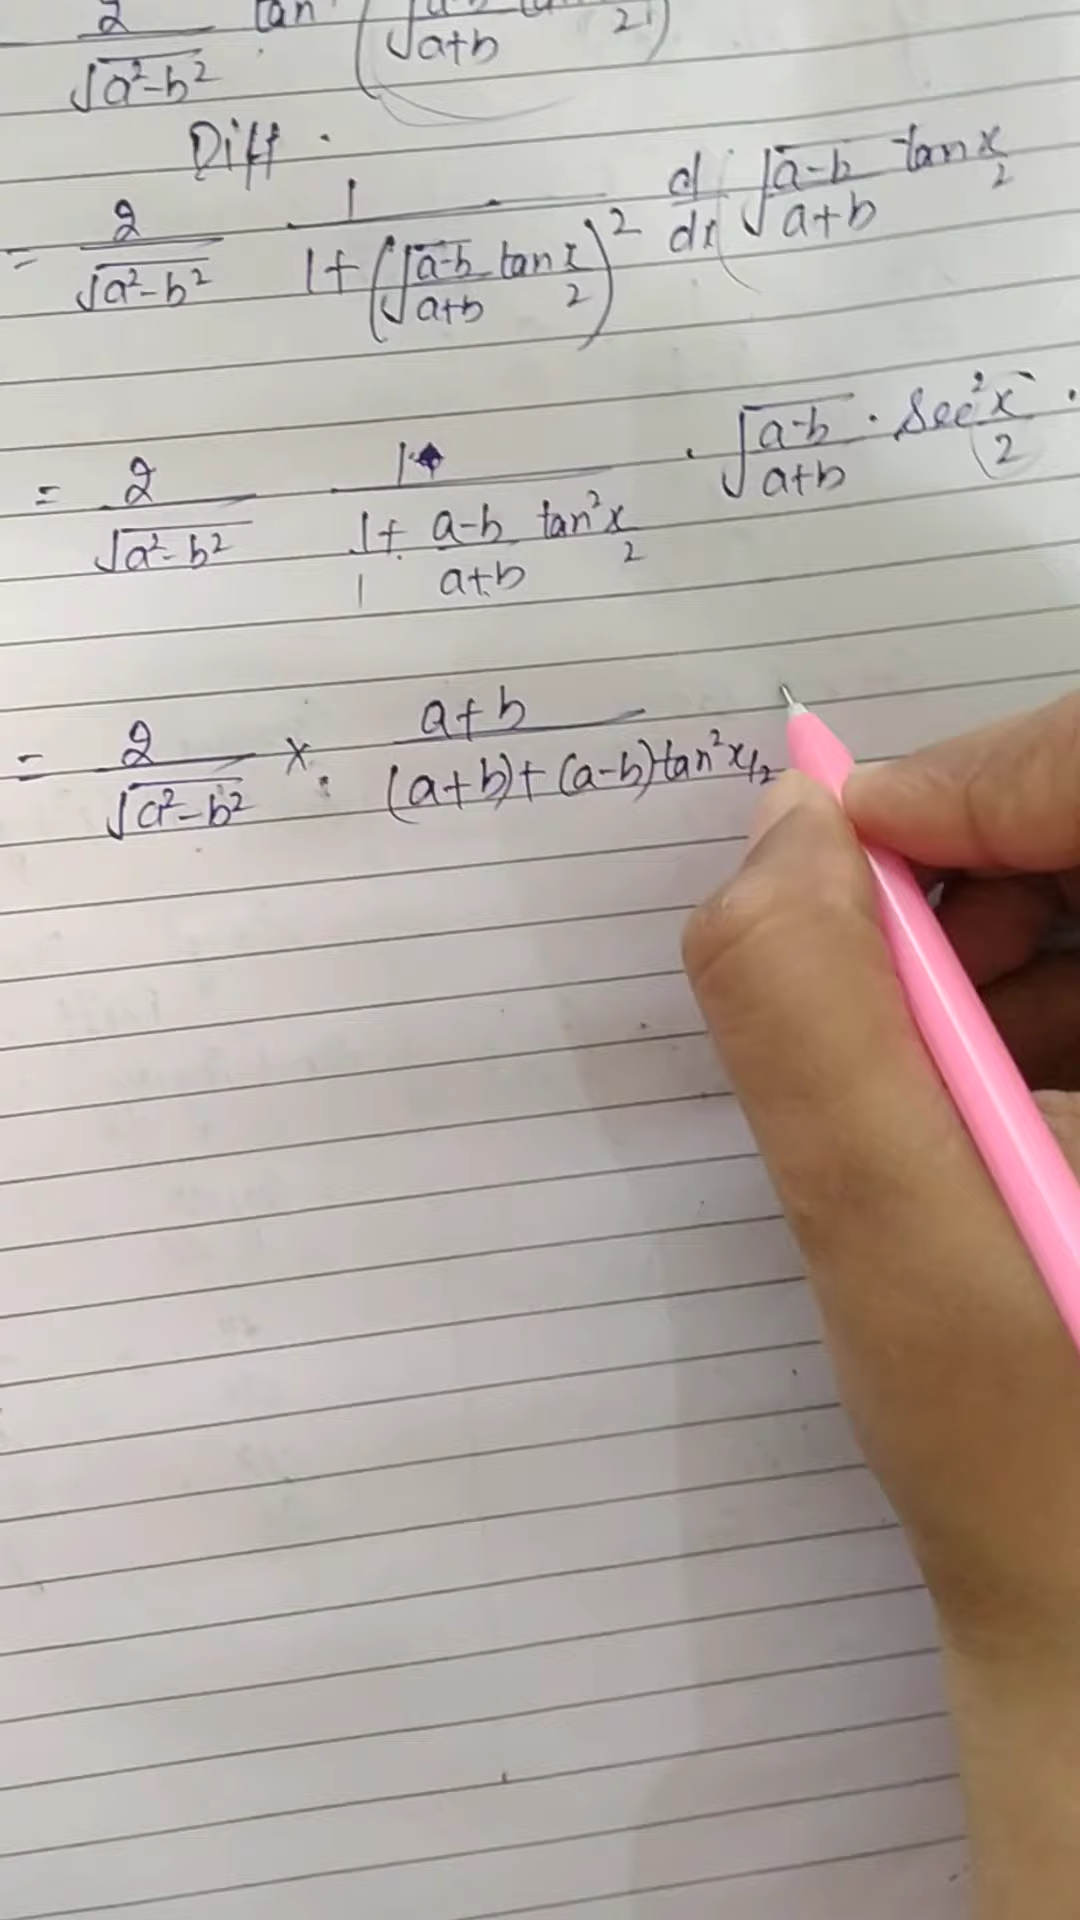 2/√(a²-b²) tan (√(a-b)/(a+b) tan 2)
Diff .
= 2/√(a²-b²) 1/(1+(√((a-b)/(a+b)) tan x/2)²) d/dx (√((a-b)/(a+b)) tan x/2
= 2/√(a²-b²) 1/(1/1 + (a-b)/(a+b) tan² x/2) . √((a-b)/(a+b)) . Sec² x/2 .
= 2/√(a²-b²) × (a+b)/((a+b)+(a-b)tan² x/2)